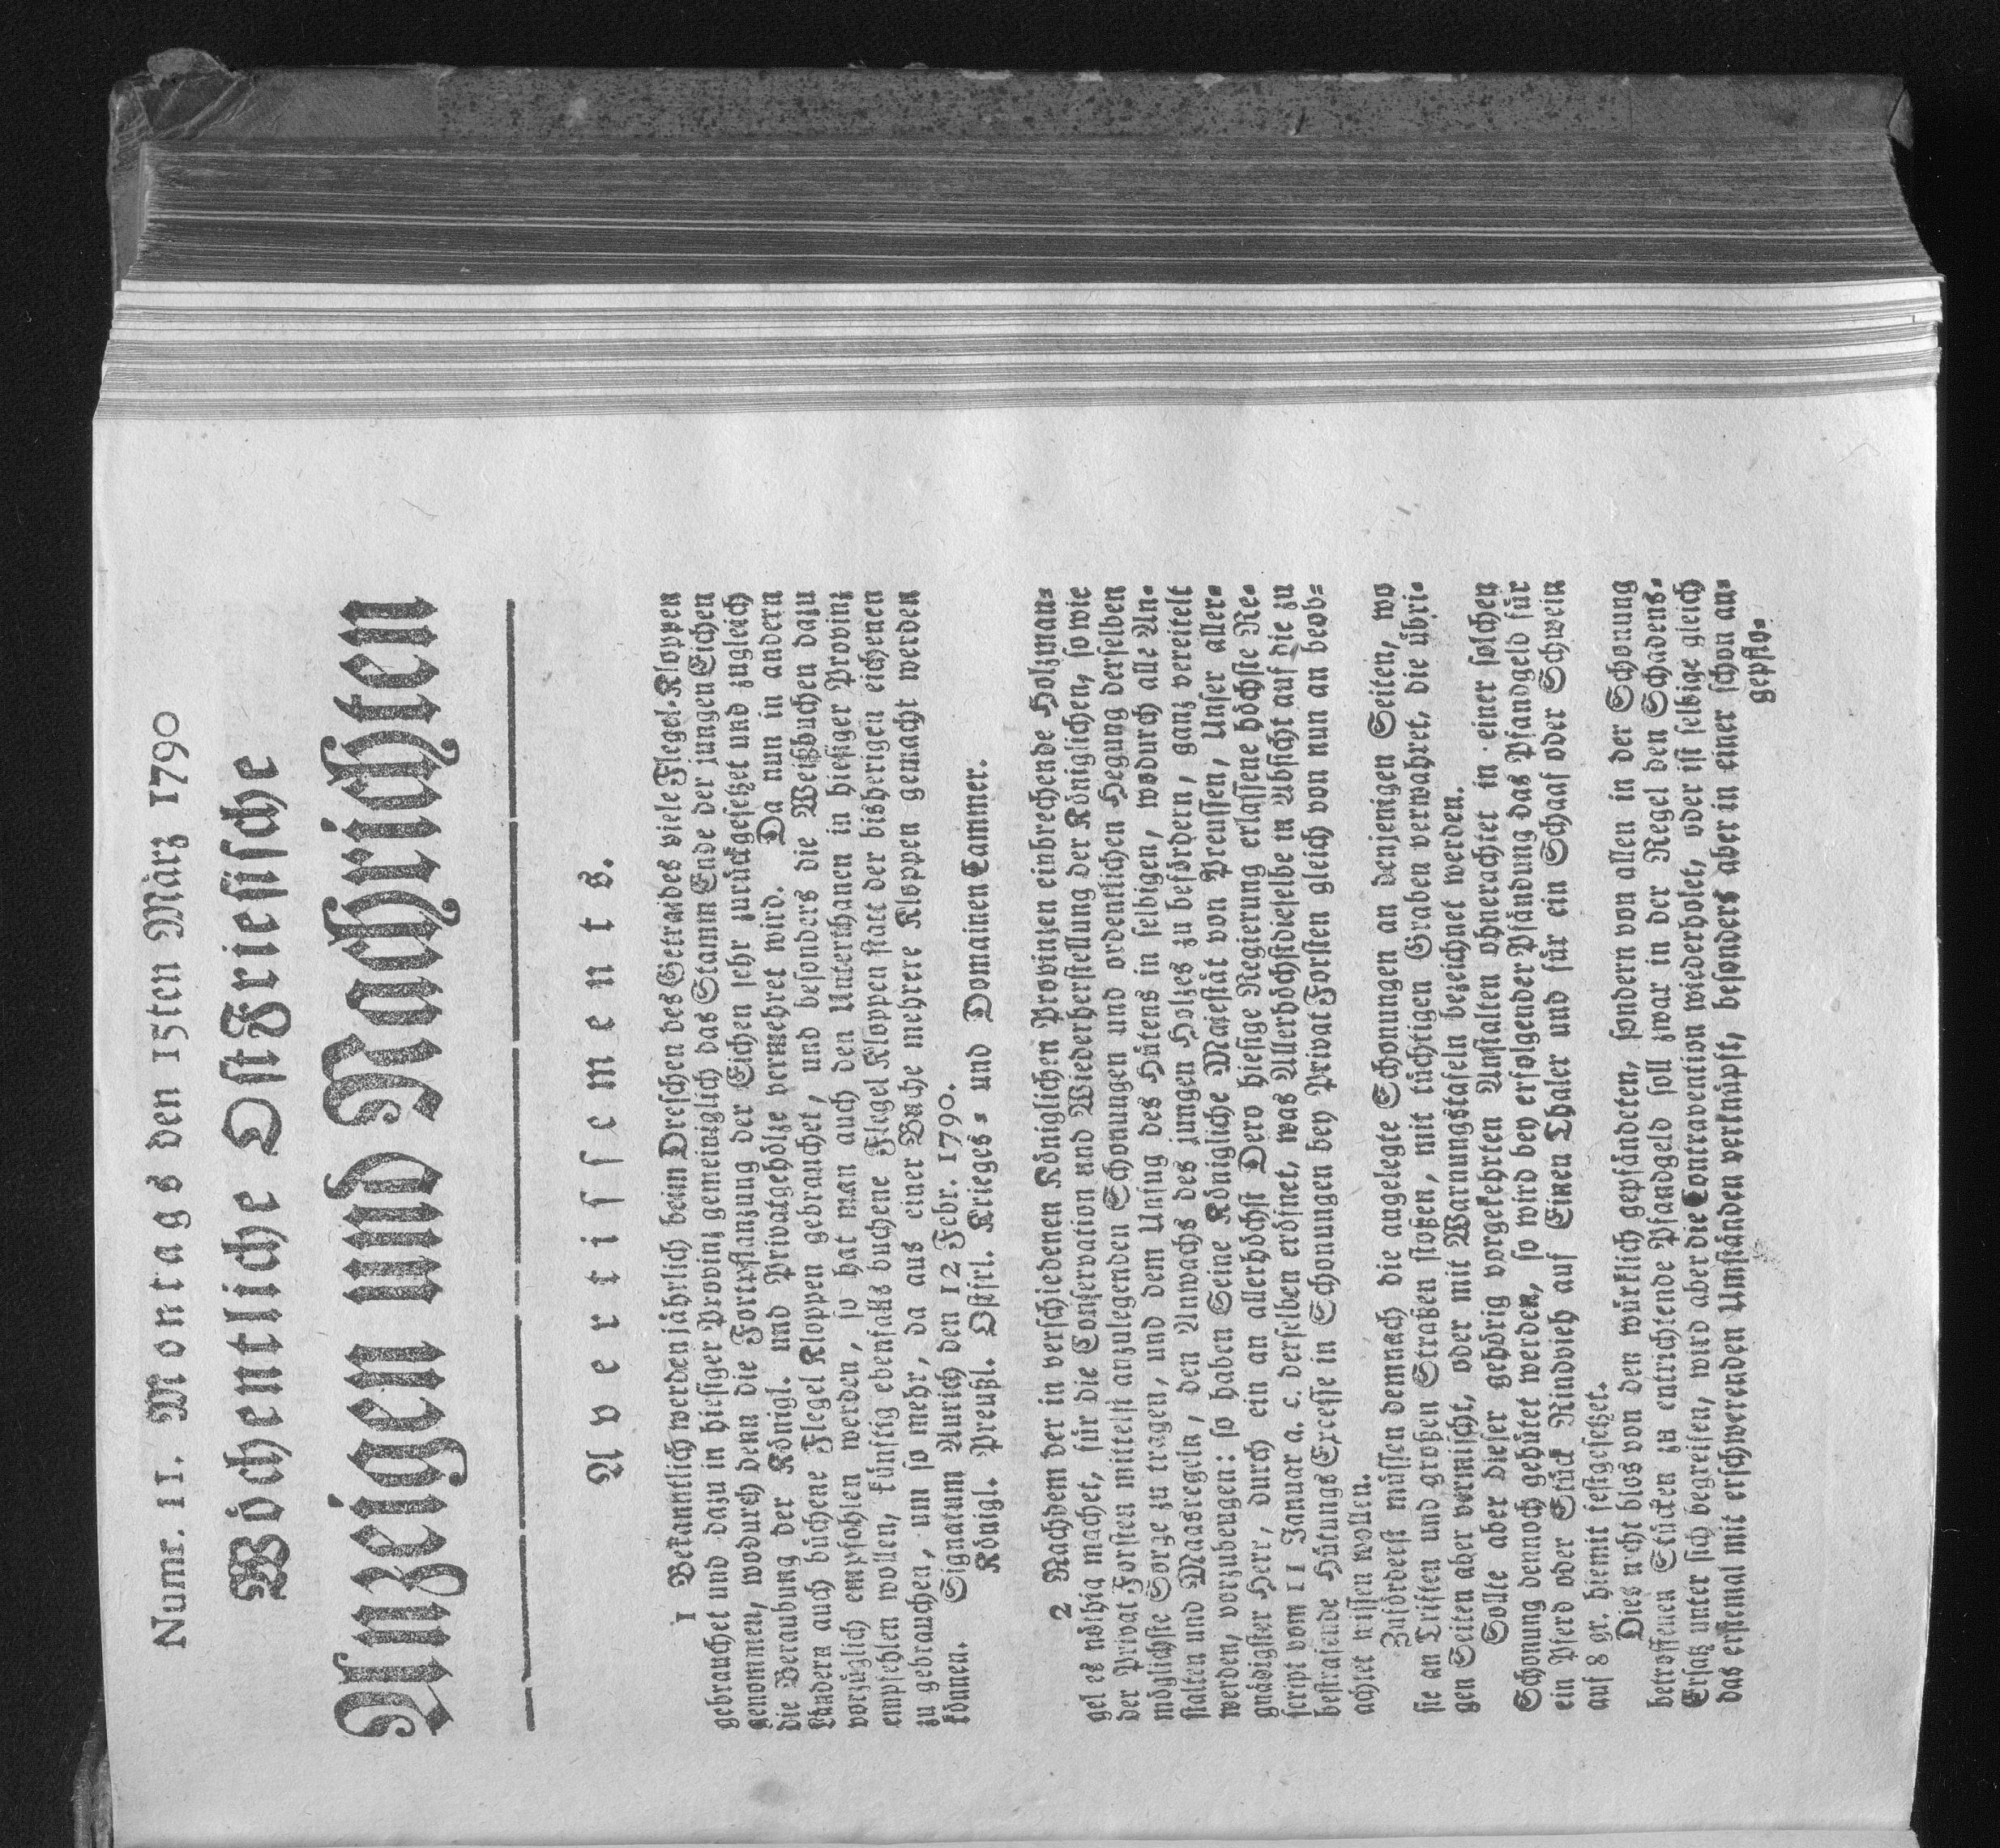 Numr. 11. Montags den 15ten März 1790
Wöchentliche OstFriesische
Anzeigen und Nachrichten
Avertissements.
1 Bekanntlich werden jährlich beim Dreschen des Getraides viele Flegel-Kloppen
gebrauchet und dazu in hiesiger Provinz gemeiniglich das Stamm Ende der jungen Eichen
genommen, wodurch denn die Fortpflanzung der Eichen sehr zurückgesetzet und zugleich
die Beraubung der Königl. und Privatgehölze vermehret wird. Da nun in andern
Ländern auch büchene Flegel Kloppen gebrauchet, und besonders die Weißbuchen dazu
vorzüglich empfohlen werden, so hat man auch den Unterthanen in hiesiger Provinz
empfehlen wollen, künftig ebenfals buchene Flegel Kloppen statt der bisherigen eichenen
zu gebrauchen, um so mehr, da aus einer Buche mehrere Kloppen gemacht werden
können. Signatum Aurich den 12 Febr. 1790.
Königl. Preußl. Ostfrl. Krieges- und DomainenCammer.
2 Nachdem der in verschiedenen Königlichen Provinzen einbrechende Holzman-
gel es nöthig machet, für die Conservation und Wiederherstellung der Königlichen, so wie
der Privat Forsten mittelst anzulegenden Schonungen und ordentlichen Hegung derselben
möglichste Sorge zu tragen, und dem Unfug des Hütens in selbigen, wodurch alle An-
stalten und Maasregeln, den Anwachs des jungen Holzes zu befördern, ganz vereitelt
werden, vorzubeugen: so haben Seine Königliche Majestät von Preussen, Unser aller-
gnädigster Herr, durch ein an allerhöchst Dero hiesige Regierung erlassene höchste Re-
script vom 11 Januar a. c. derselben eröfnet, was Allerhöchstdieselbe in Absicht auf die zu
bestrafende Hütungs Excesse in Schonungen bey Privat Forsten gleich von nun an beob-
achtet wissen wollen.
Zuförderst müssen demnach die angelegte Schonungen an denjenigen Seiten, wo
sie an Triften und großen Straßen stoßen, mit tüchtigen Graben verwahret, die übri-
gen Seiten aber vermischt, oder mit Warnungstafeln bezeichnet werden.
Sollte aber dieser gehörig vorgekehrten Anstalten ohnerachtet in einer solchen
Schonung dennoch gehütet werden, so wird bey erfolgender Pfändung das Pfandgeld für
ein Pferd oder Stück Rindvieh auf Einen Thaler und für ein Schaaf oder Schwein
auf 8 gr. hiemit festgesetzet.
Dies nicht blos von den würklich gepfändeten, sondern von allen in der Schonung
betroffenen Stücken zu entrichtende Pfandgeld soll zwar in der Regel den Schadens-
Ersatz unter sich begreifen, wird aber die Contravention wiederholet, oder ist selbige gleich
das erstemal mit erschwerenden Umständen verknüpft, besonders aber in einer schon an-
gepflo-